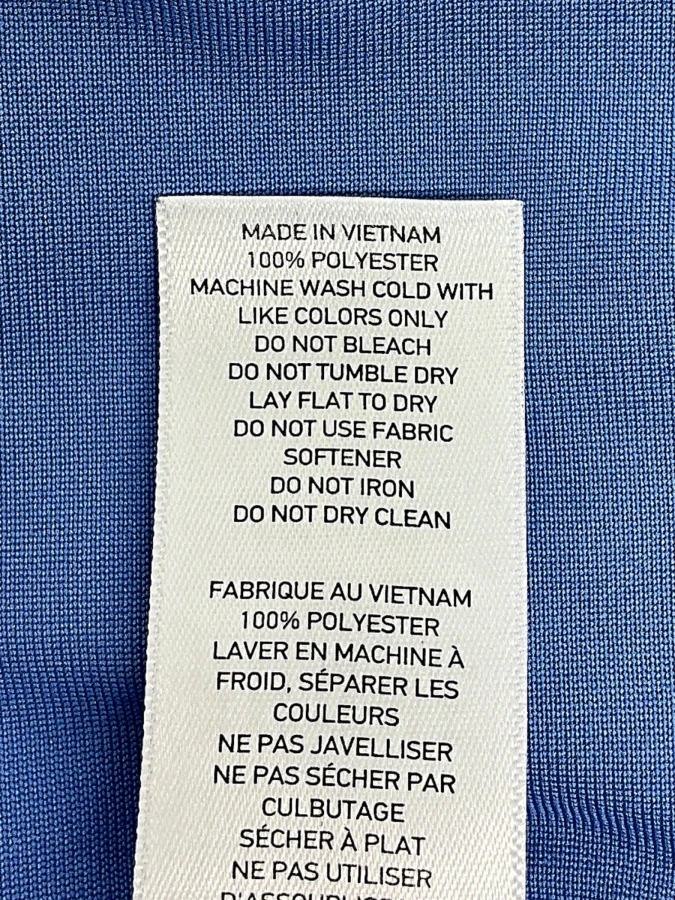 MADE IN VIETNAM
100% POLYESTER
MACHINE WASH COLD WITH
LIKE COLORS ONLY
DO NOT BLEACH
DO NOT TUMBLE DRY
LAY FLAT TO DRY
DO NOT USE FABRIC
SOFTENER
DO NOT IRON
DO NOT DRY CLEAN
FABRIQUE AU VIETNAM
100% POLYESTER
LAVER EN MACHINE À
FROID, SÉPARER LES
COULEURS
NE PAS JAVELLISER
NE PAS SÉCHER PAR
CULBUTAGE
SÉCHER À PLAT
NE PAS UTILISER